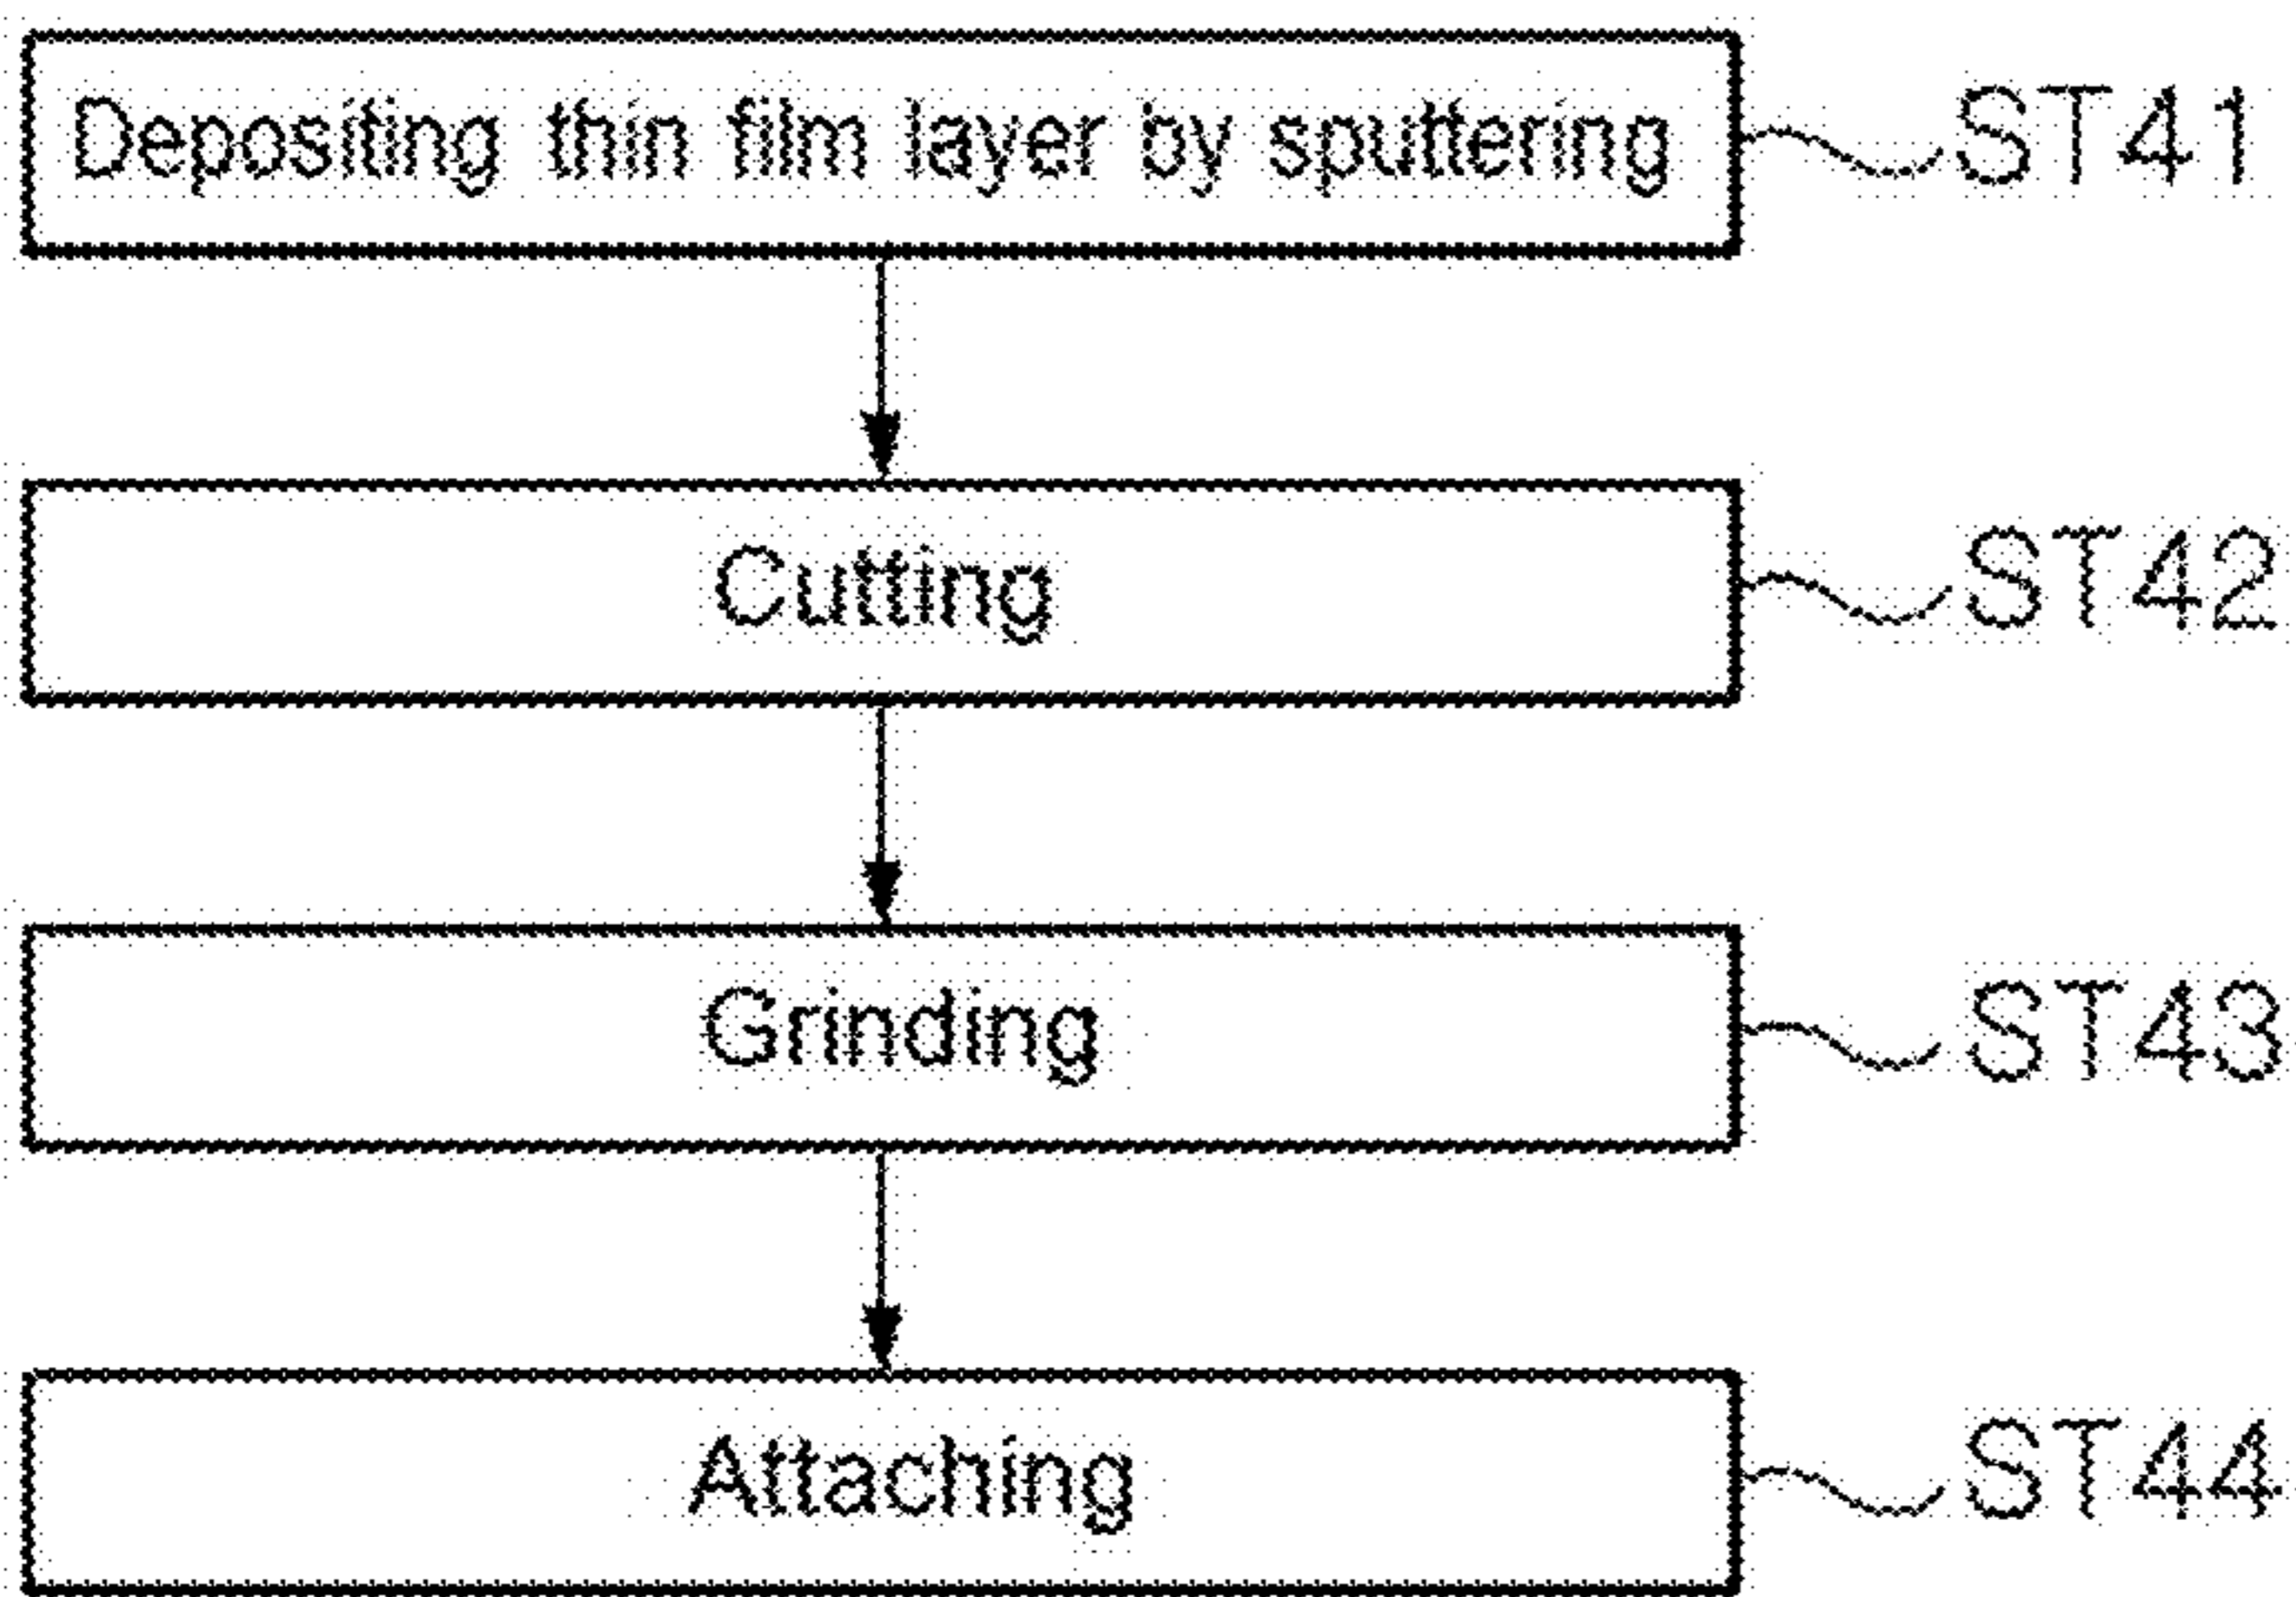 Depositing thin film layer by sputtering ST41
Cutting ST42
Grinding ST43
Attaching ST44